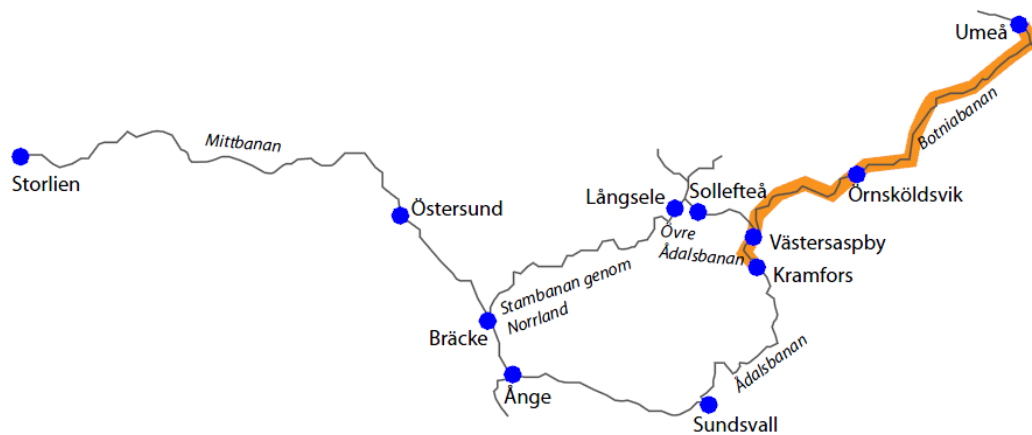 Umeå
Mittbanan
Botniabanan
Storlien
Långsele
Sollefteå
Örnsköldsvik
Östersund
Övre
Ådalsbanan
Västersaspby
Kramfors
Stambanan genom
Norrland
Bräcke
Ådalsbanan
Ånge
Sundsvall